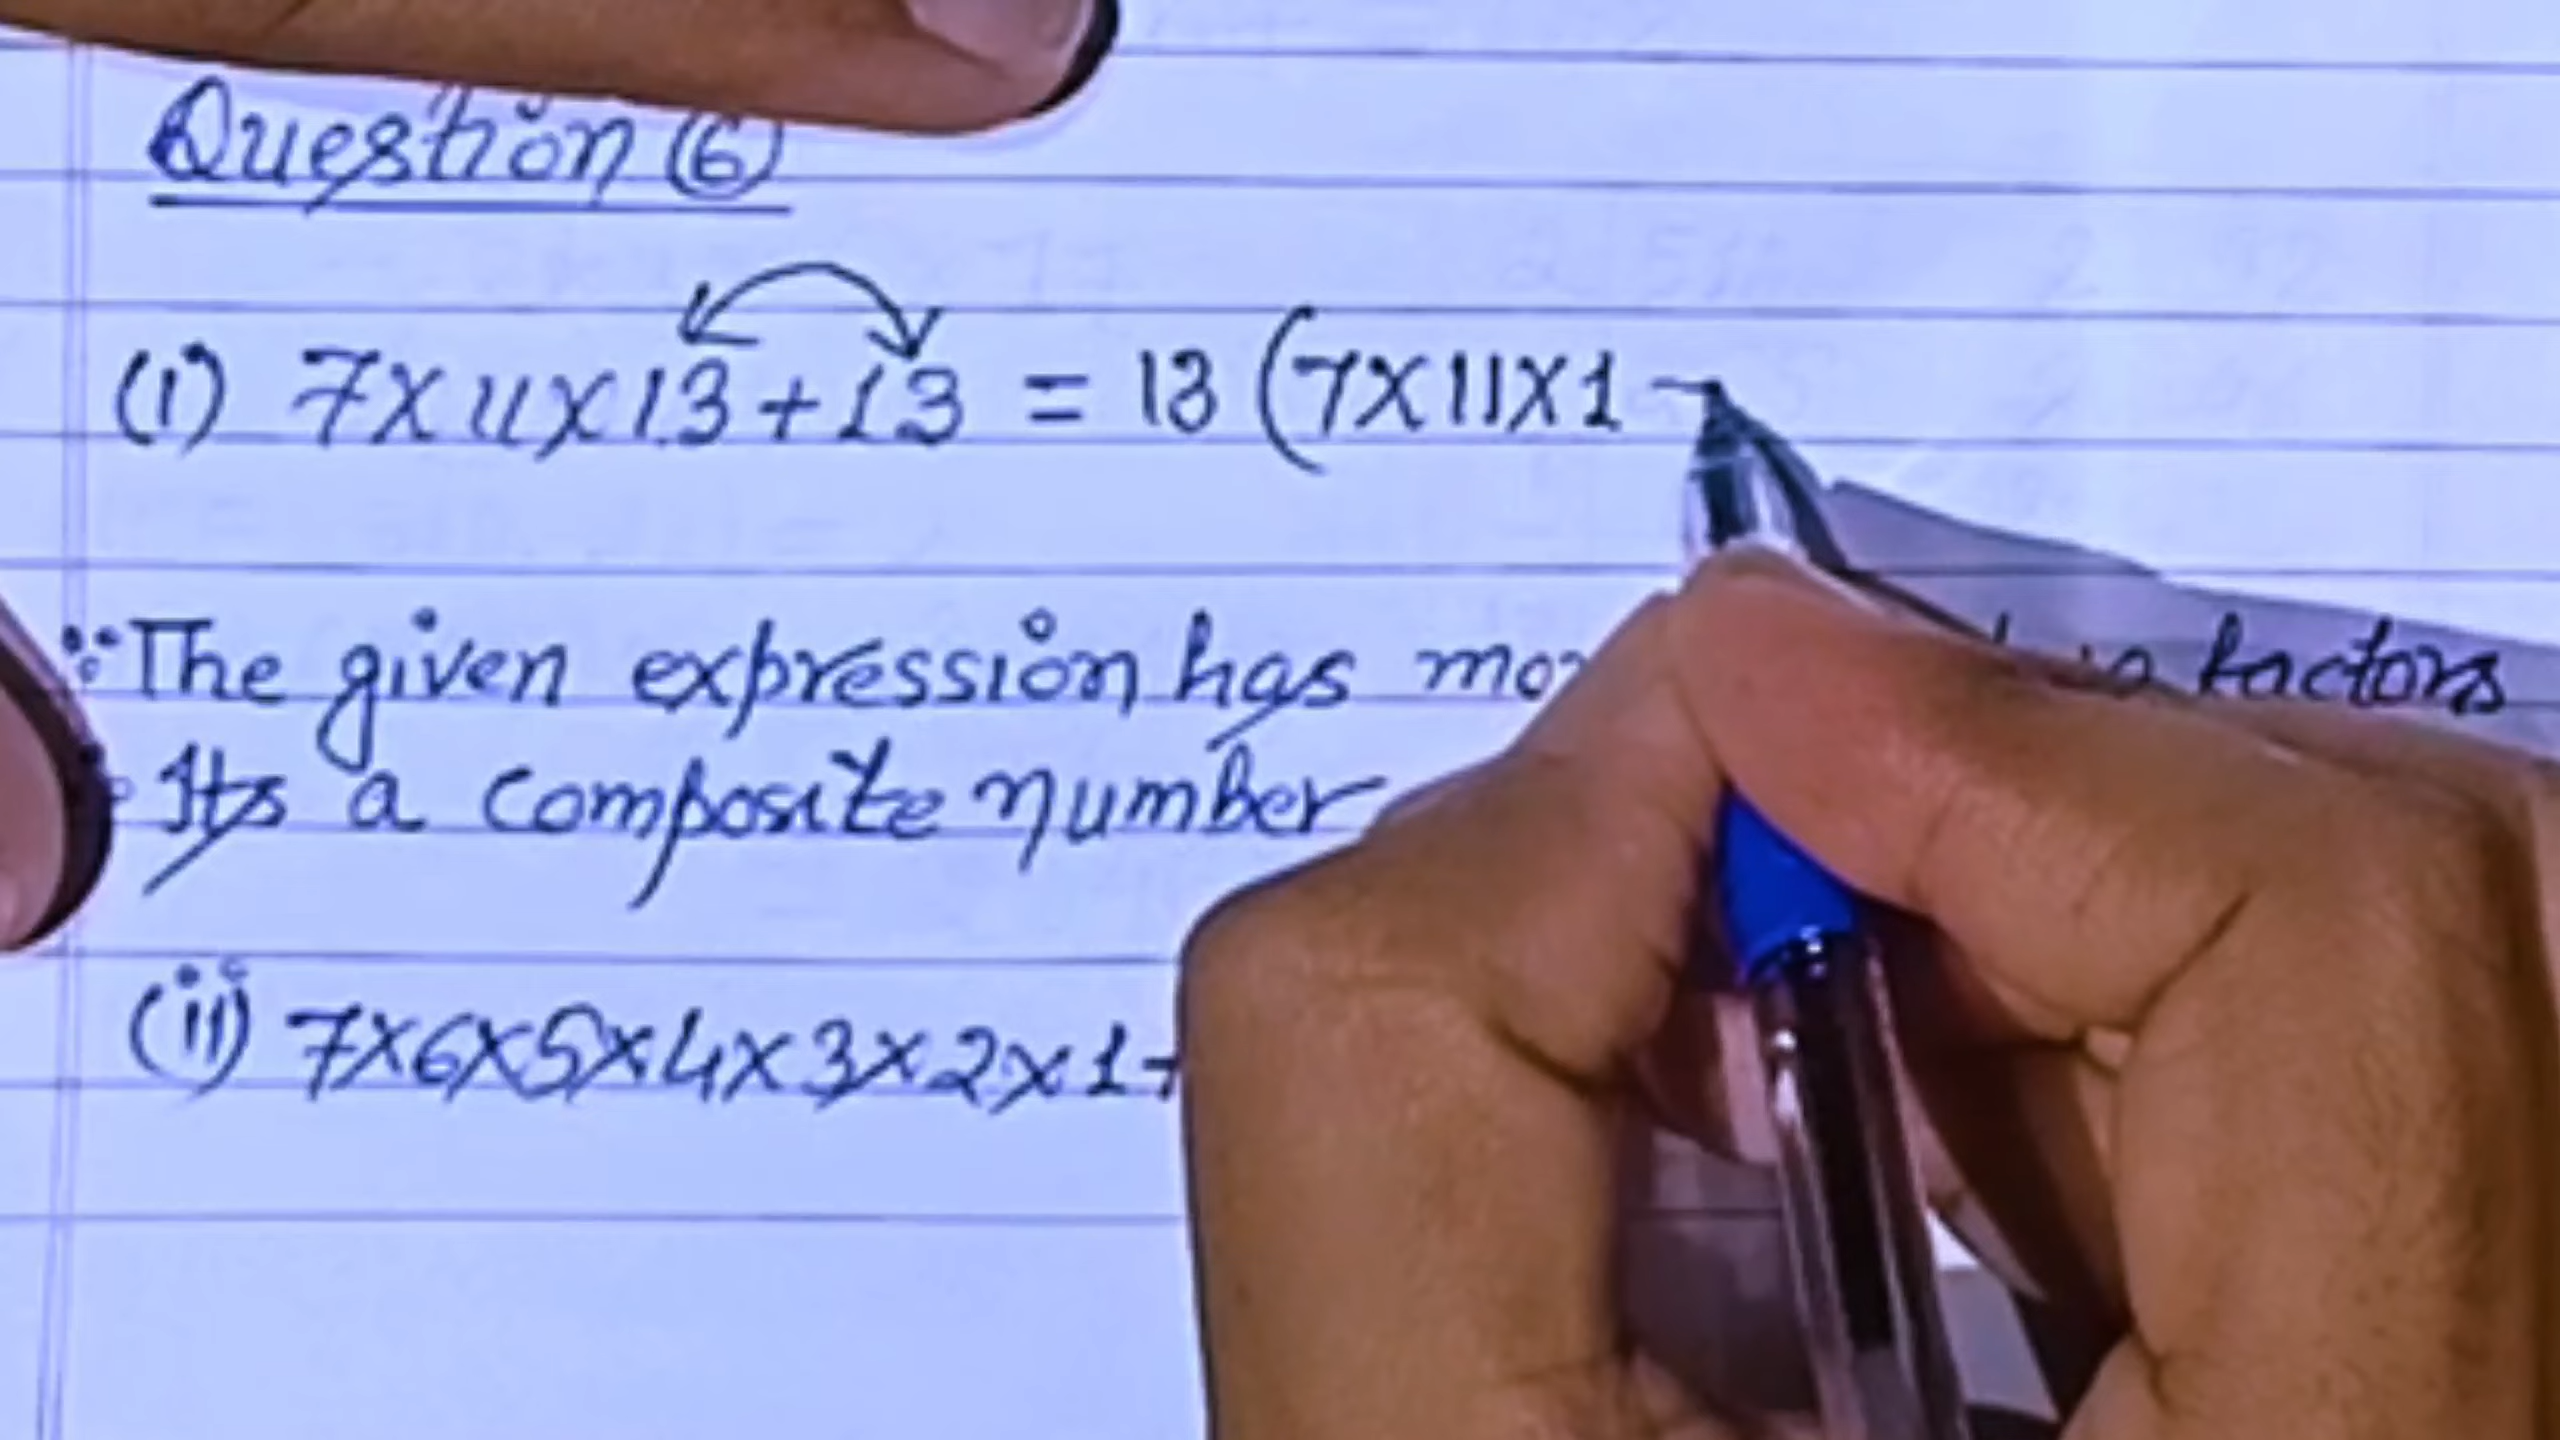 Question ⑥
(i) 7×11×13+13 = 13 (7×11×1
∵ The given expression has factors
Its a composite number
(ii) 7×6×5×4×3×2×1+